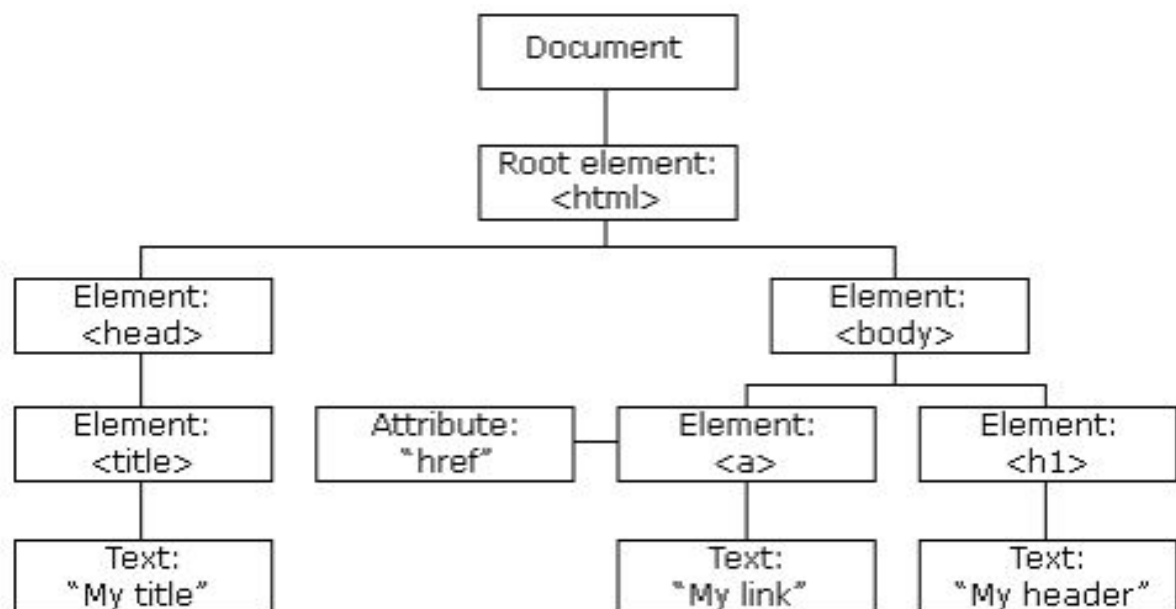 Document
Root element:
<html>
Element:
<head>
Element:
<body>
Element:
<title>
Attribute:
“href”
Element:
<a>
Element:
<h1>
Text:
“My title”
Text:
“My link”
Text:
“My header”